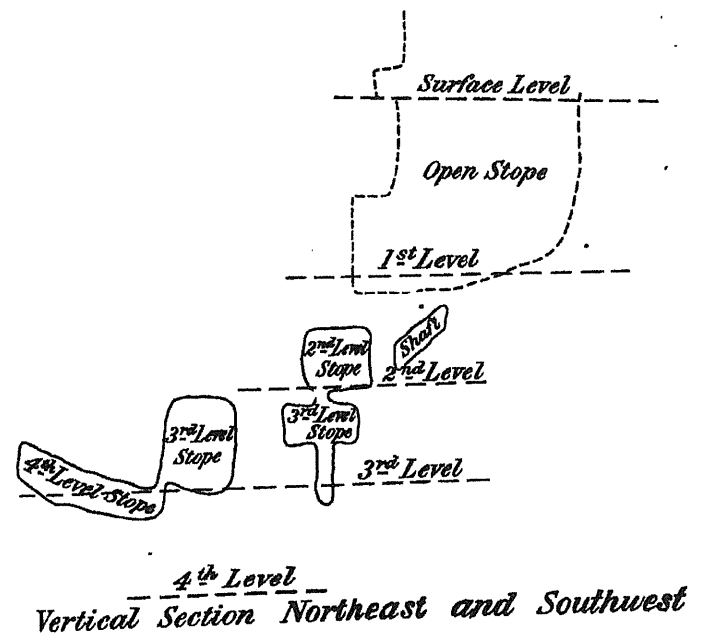 Surface Level
Open Stope
1st Level
Shaft
2nd Level
Stope
2nd Level
3rd Level
Stope
3rd Level
Stope
3rd Level
4th Level Stope
4th Level
Vertical Section Northeast and Southwest